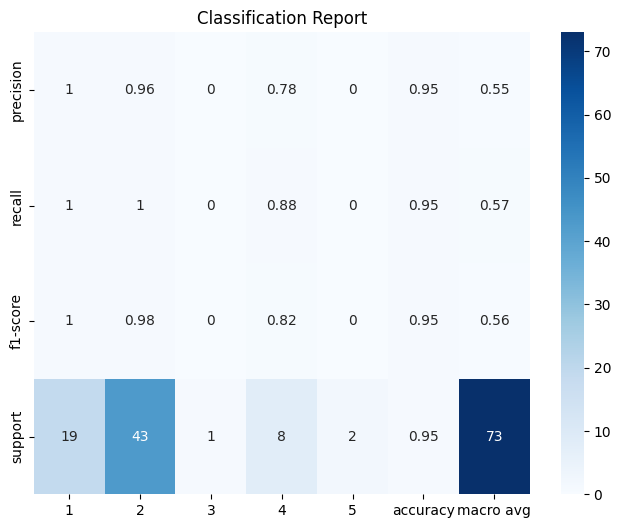 Classification Report
precision 1 0.96 0 0.78 0 0.95 0.55
recall 1 1 0 0.88 0 0.95 0.57
f1-score 1 0.98 0 0.82 0 0.95 0.56
support 19 43 1 8 2 0.95 73
1 2 3 4 5 accuracy macro avg
70
60
50
40
30
20
10
0